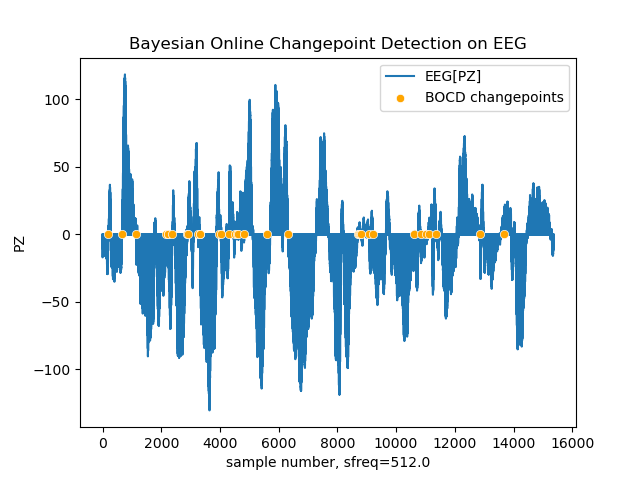 Bayesian Online Changepoint Detection on EEG
EEG[PZ]
BOCD changepoints
100
50
0
−50
−100
PZ
0 2000 4000 6000 8000 10000 12000 14000 16000
sample number, sfreq=512.0